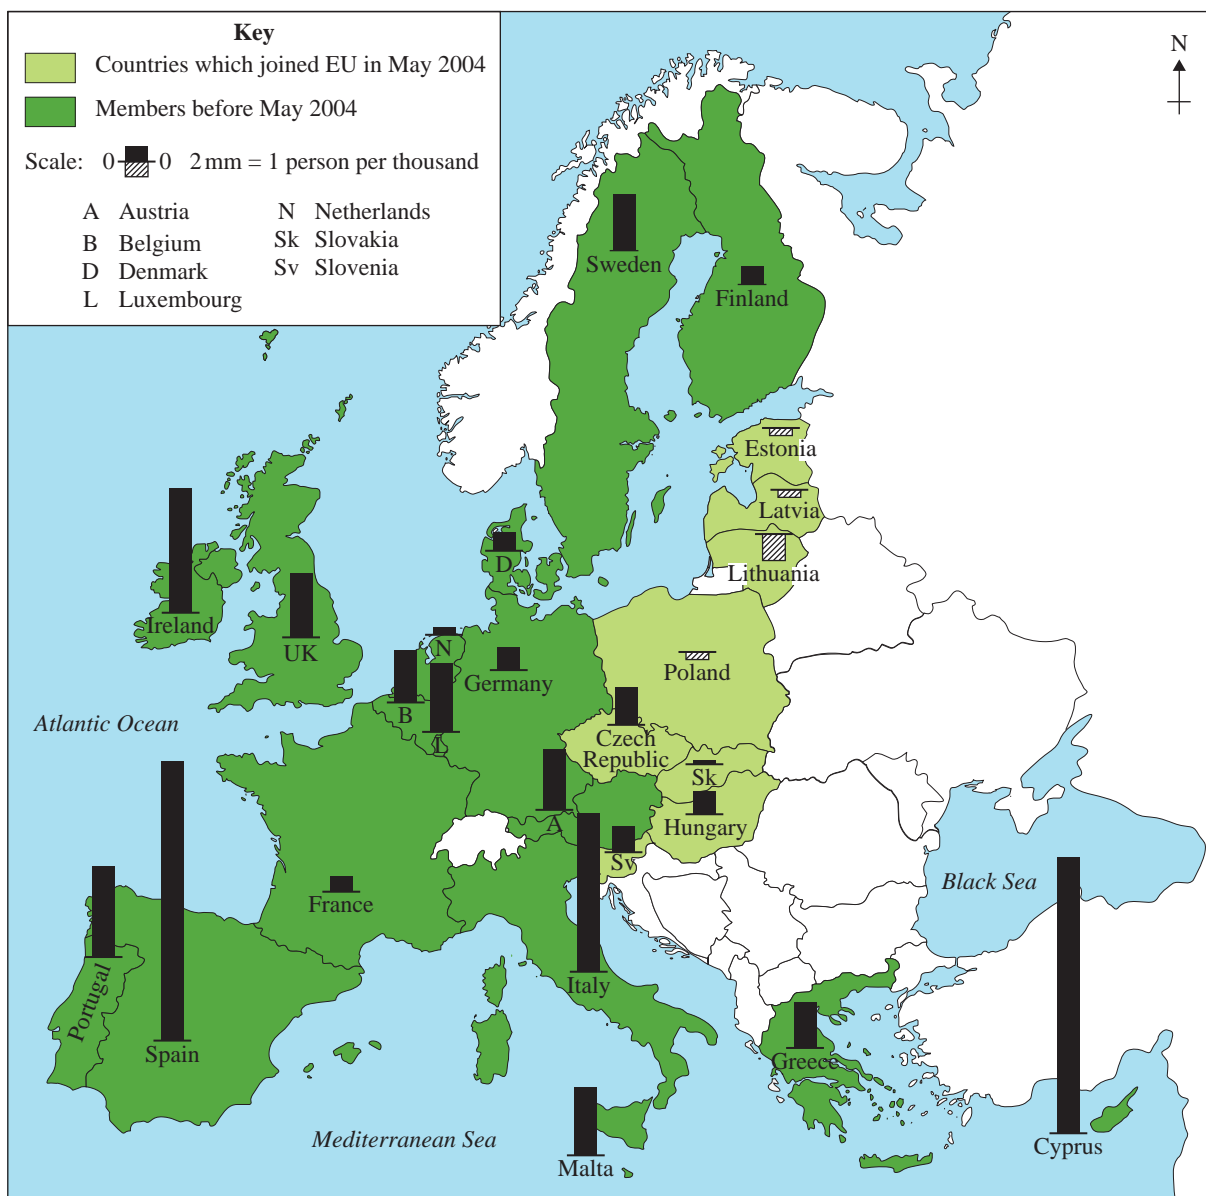 Key
Countries which joined EU in May 2004
Members before May 2004
Scale: 0 0 2 mm = 1 person per thousand
A Austria
B Belgium
D Denmark
L Luxembourg
N Netherlands
Sk Slovakia
Sv Slovenia
N
Sweden
Finland
Estonia
Latvia
Lithuania
D
Ireland
UK
N
Germany
Poland
B
L
Atlantic Ocean
Czech
Republic
Sk
A
Hungary
Sv
France
Black Sea
Portugal
Spain
Italy
Greece
Mediterranean Sea
Malta
Cyprus